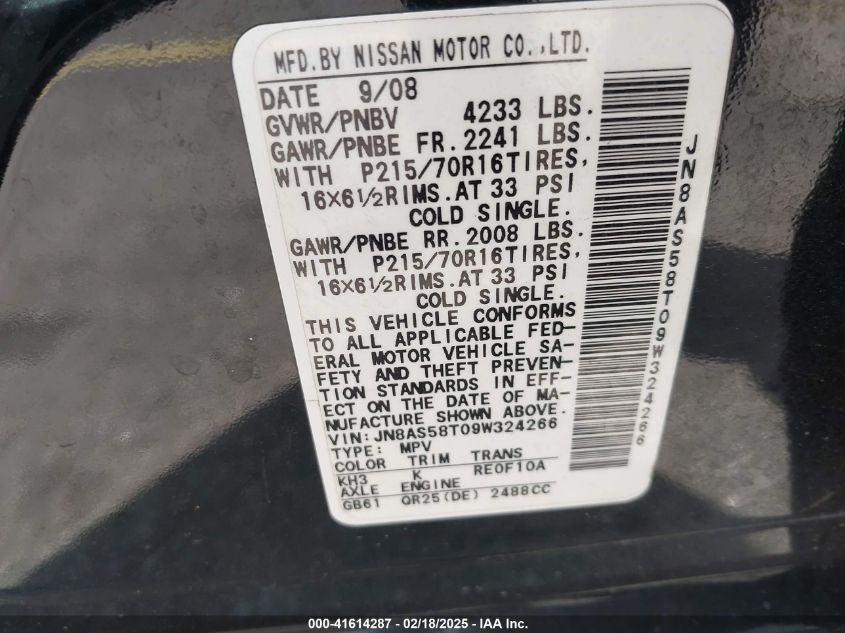 MFD.BY NISSAN MOTOR CO.,LTD.
DATE 9/08
GVWR/PNBV 4233 LBS.
GAWR/PNBE FR.2241 LBS.
WITH P215/70R16TIRES,
16X6½RIMS.AT 33 PSI
COLD SINGLE.
GAWR/PNBE RR.2008 LBS.
WITH P215/70R16TIRES,
16X6½RIMS.AT 33 PSI
COLD SINGLE.
THIS VEHICLE CONFORMS
TO ALL APPLICABLE FED-
ERAL MOTOR VEHICLE SA-
FETY AND THEFT PREVEN-
TION STANDARDS IN EFF-
ECT ON THE DATE OF MA-
NUFACTURE SHOWN ABOVE.
VIN:JN8AS58T09W324266
TYPE: MPV
COLOR TRIM TRANS
KH3 K RE0F10A
AXLE ENGINE
GB61 QR25(DE) 2488CC
JN8AS58T09W324266
000-41614287 - 02/18/2025 - IAA Inc.